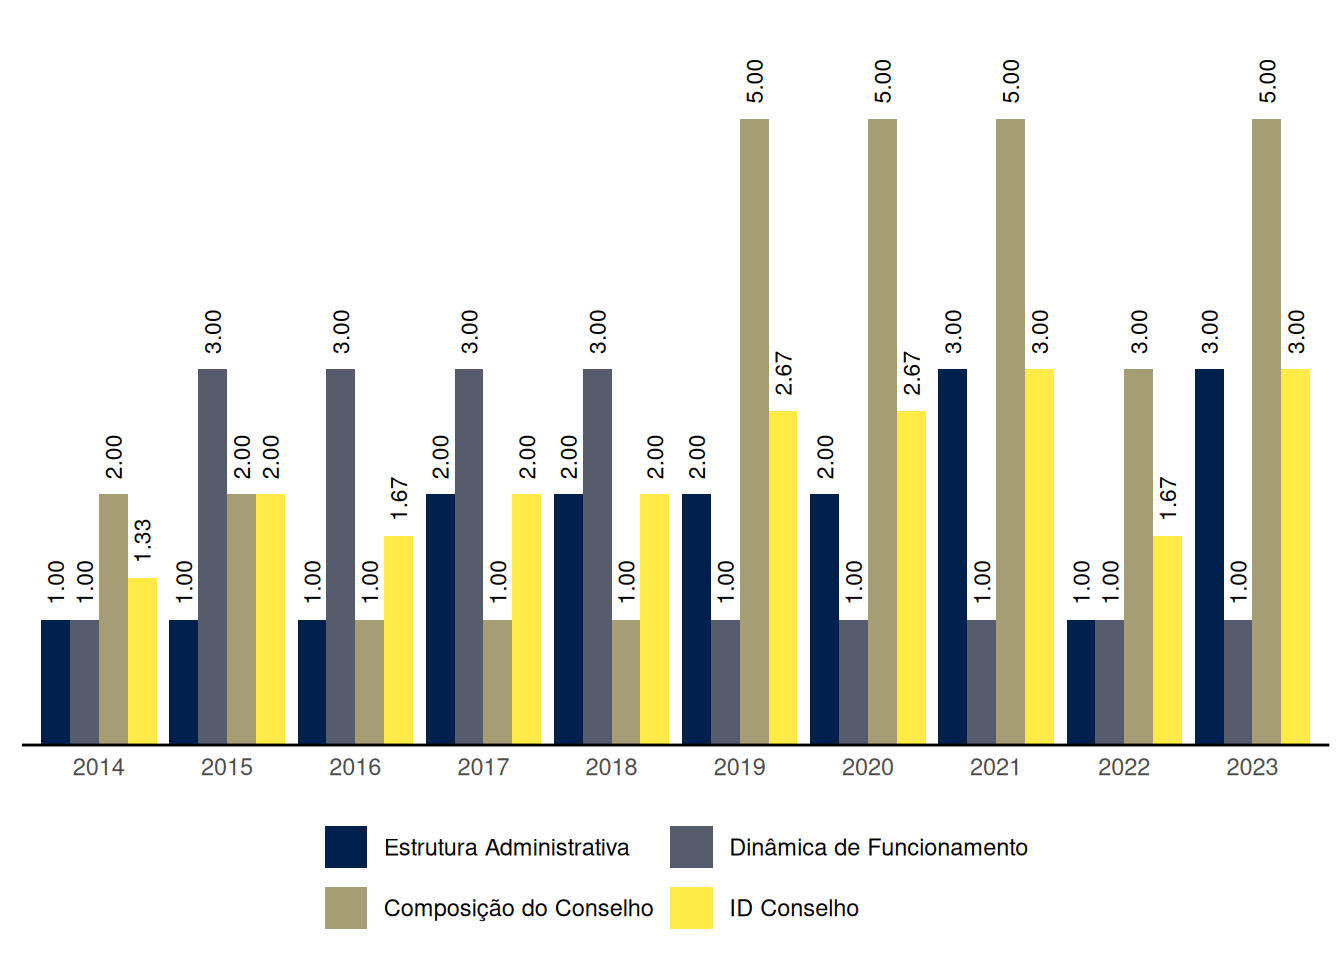 1.00 1.00 2.00 1.33 1.00 3.00 2.00 2.00 1.00 3.00 1.00 1.67 2.00 3.00 1.00 2.00 2.00 3.00 1.00 2.00 2.00 1.00 5.00 2.67 2.00 1.00 5.00 2.67 3.00 1.00 5.00 3.00 1.00 1.00 3.00 1.67 3.00 1.00 5.00 3.00
2014 2015 2016 2017 2018 2019 2020 2021 2022 2023
Estrutura Administrativa Dinâmica de Funcionamento
Composição do Conselho ID Conselho